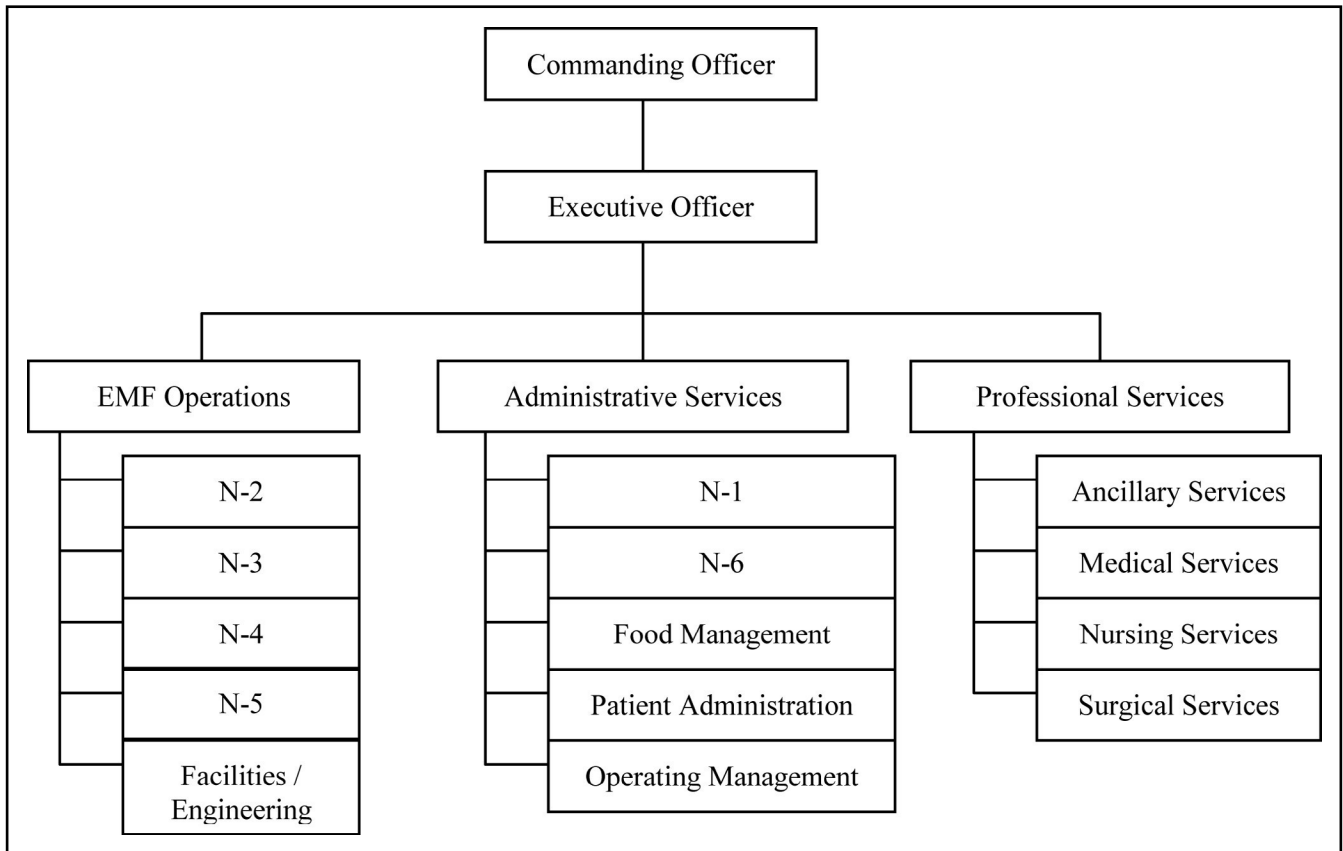 Commanding Officer
Executive Officer
EMF Operations
N-2
N-3
N-4
N-5
Facilities /
Engineering
Administrative Services
N-1
N-6
Food Management
Patient Administration
Operating Management
Professional Services
Ancillary Services
Medical Services
Nursing Services
Surgical Services